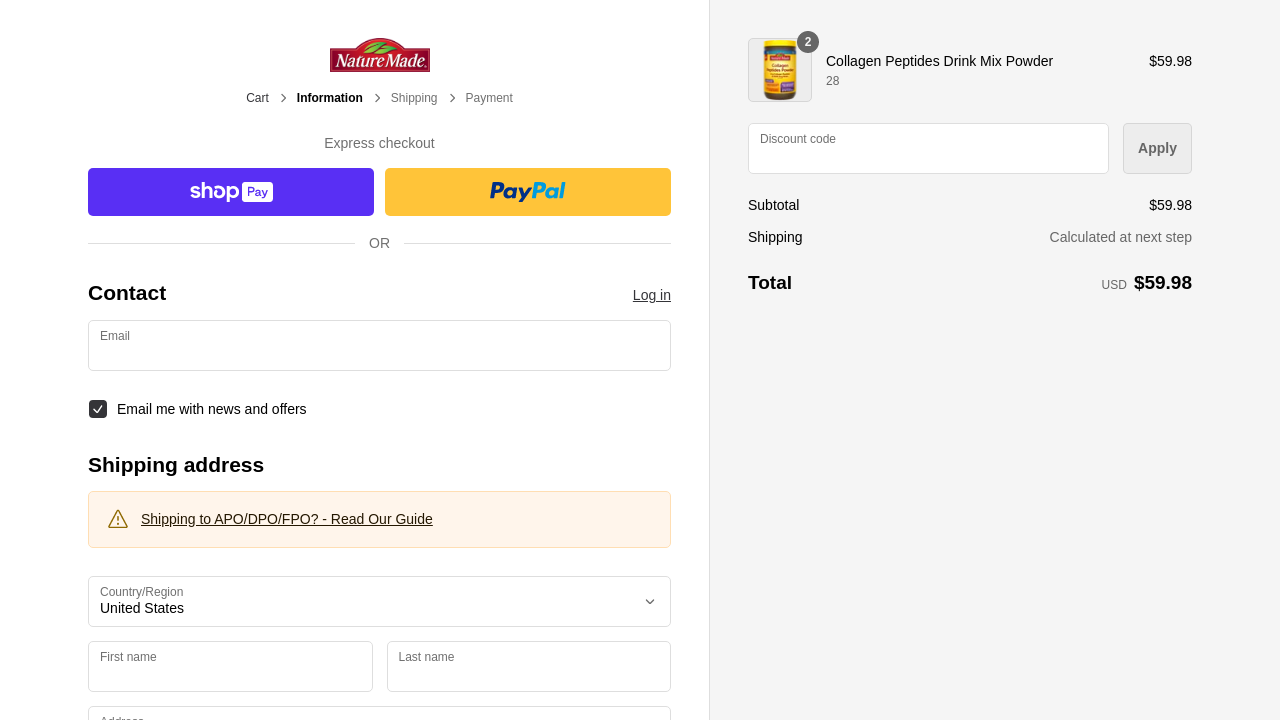 Nature Made
Cart
Information
Shipping
Payment
Express checkout
shop Pay
PayPal
OR
Contact
Log in
Email
Email me with news and offers
Shipping address
Shipping to APO/DPO/FPO? - Read Our Guide
Country/Region
United States
First name
Last name
Address
2
Collagen Peptides Drink Mix Powder
$59.98
28
Discount code
Apply
Subtotal
$59.98
Shipping
Calculated at next step
Total
USD $59.98